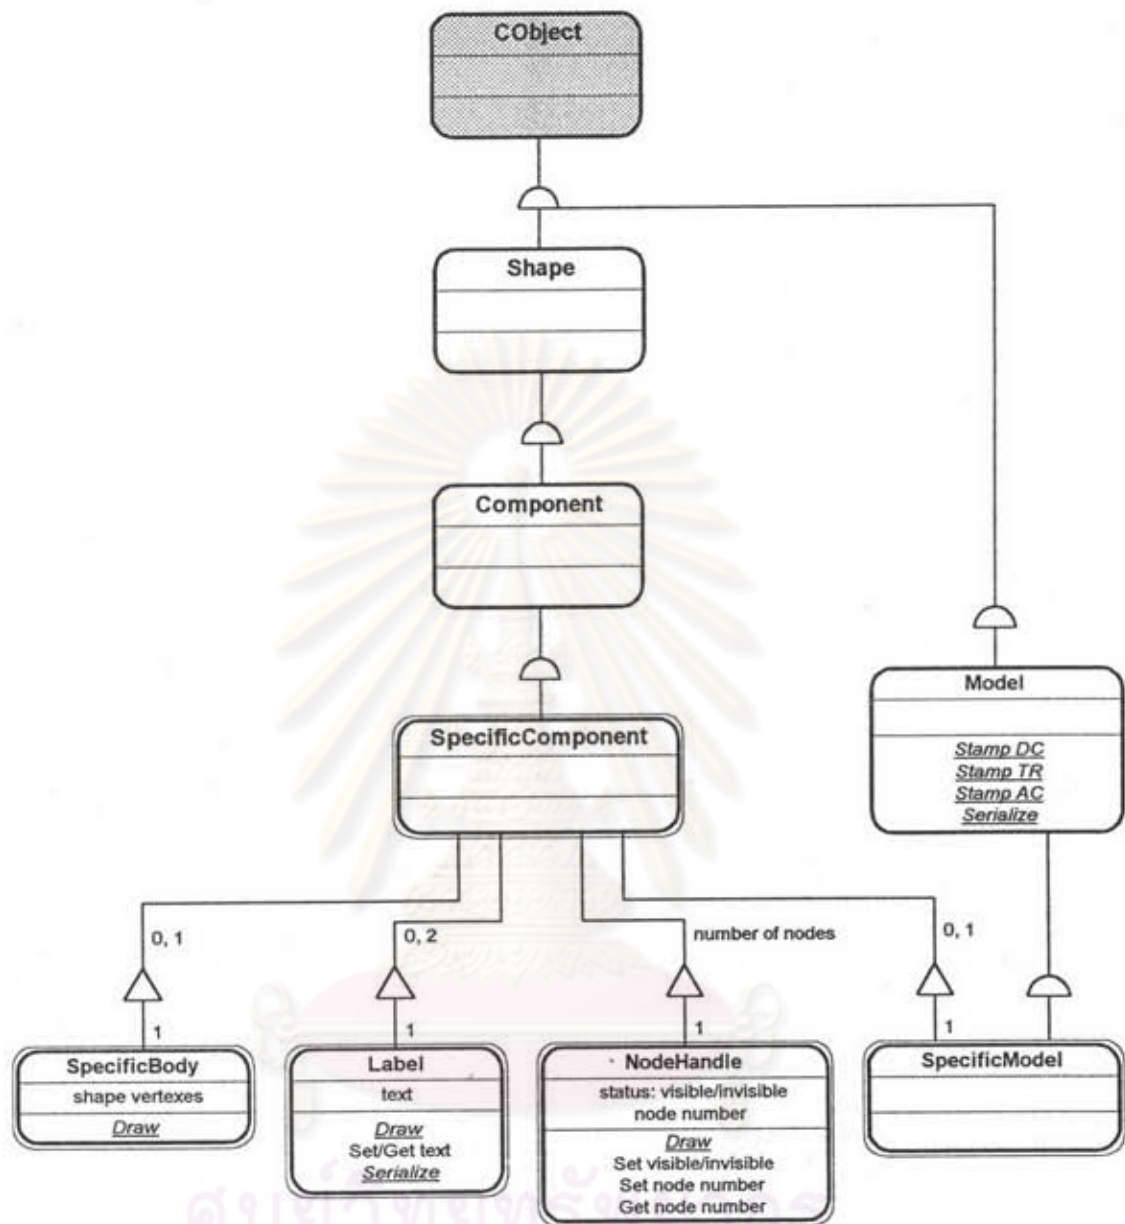 CObject
Shape
Component
Model
Stamp DC
Stamp TR
Stamp AC
Serialize
SpecificComponent
0, 1
0, 2
number of nodes
0, 1
1
1
1
1
SpecificBody
shape vertexes
Draw
Label
text
Draw
Set/Get text
Serialize
NodeHandle
status: visible/invisible
node number
Draw
Set visible/invisible
Set node number
Get node number
SpecificModel